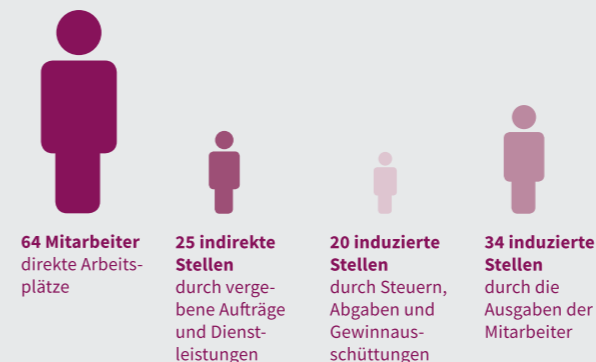 64 Mitarbeiter
direkte Arbeits-
plätze
25 indirekte
Stellen
durch verge-
bene Aufträge
und Dienst-
leistungen
20 induzierte
Stellen
durch Steuern,
Abgaben und
Gewinnaus-
schüttungen
34 induzierte
Stellen
durch die
Ausgaben der
Mitarbeiter